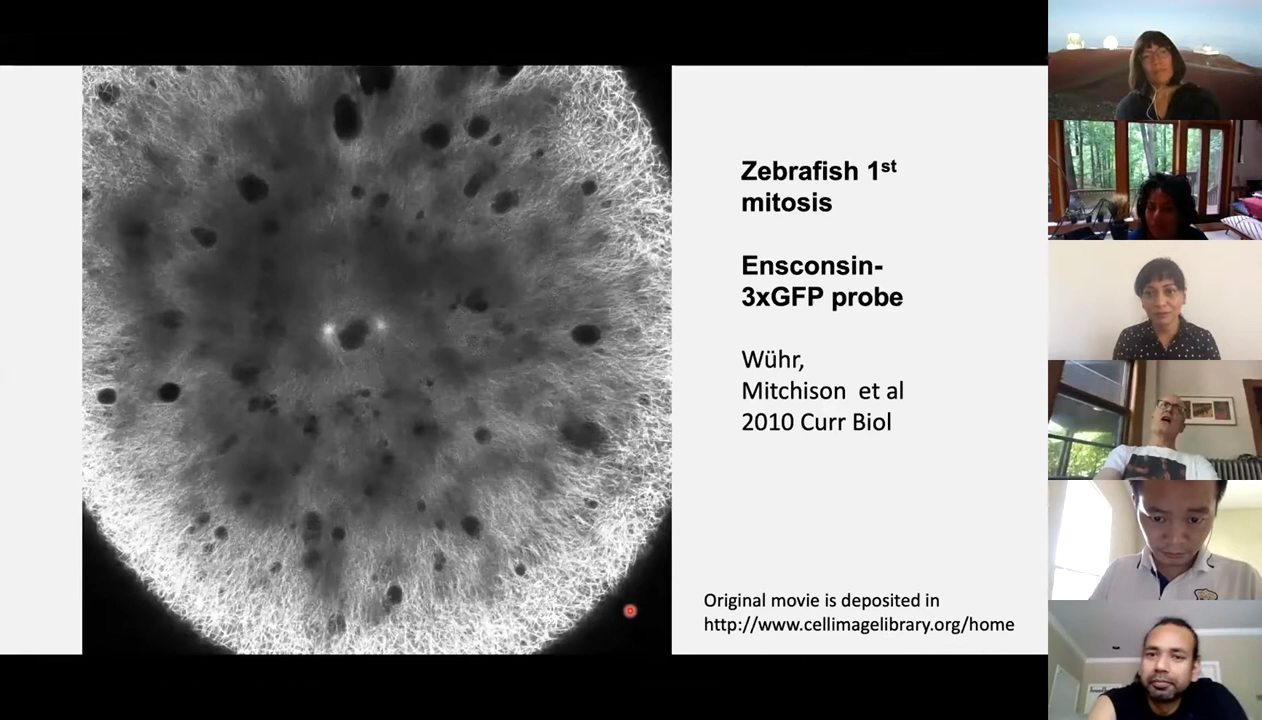 Zebrafish 1st
mitosis
Ensconsin-
3xGFP probe
Wühr,
Mitchison et al
2010 Curr Biol
Original movie is deposited in
http://www.cellimagelibrary.org/home